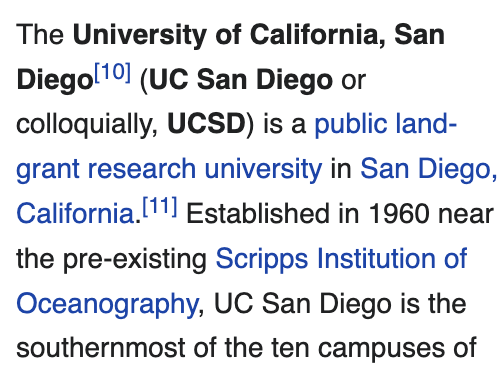 The University of California, San
Diego[10] (UC San Diego or
colloquially, UCSD) is a public land-
grant research university in San Diego,
California.[11] Established in 1960 near
the pre-existing Scripps Institution of
Oceanography, UC San Diego is the
southernmost of the ten campuses of